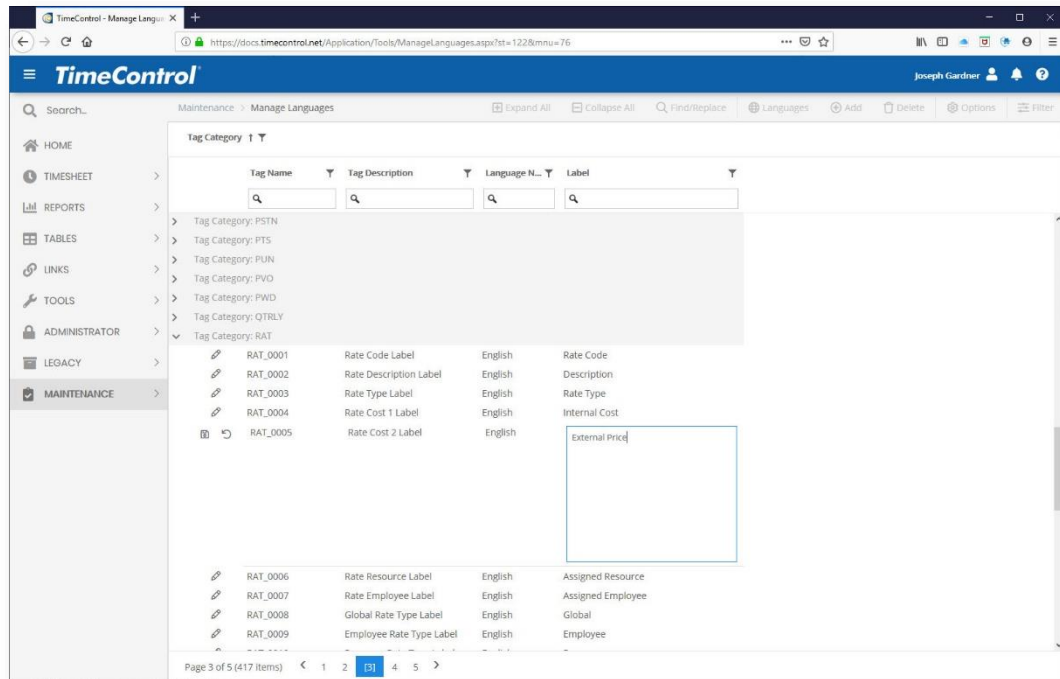 TimeControl - Manage Langua
https://docs.timecontrol.net/Application/Tools/ManageLanguages.aspx?st=122&mnu=76
TimeControl
Joseph Gardner
Search...
Maintenance > Manage Languages
Expand All
Collapse All
Find/Replace
Languages
Add
Delete
Options
Filter
HOME
TIMESHEET
REPORTS
TABLES
LINKS
TOOLS
ADMINISTRATOR
LEGACY
MAINTENANCE
Tag Category
Tag Name Tag Description Language N... Label
Tag Category: PSTN
Tag Category: PTS
Tag Category: PUN
Tag Category: PVO
Tag Category: PWD
Tag Category: QTRLY
Tag Category: RAT
RAT_0001 Rate Code Label English Rate Code
RAT_0002 Rate Description Label English Description
RAT_0003 Rate Type Label English Rate Type
RAT_0004 Rate Cost 1 Label English Internal Cost
RAT_0005 Rate Cost 2 Label English External Price
RAT_0006 Rate Resource Label English Assigned Resource
RAT_0007 Rate Employee Label English Assigned Employee
RAT_0008 Global Rate Type Label English Global
RAT_0009 Employee Rate Type Label English Employee
Page 3 of 5 (417 items) 1 2 [3] 4 5